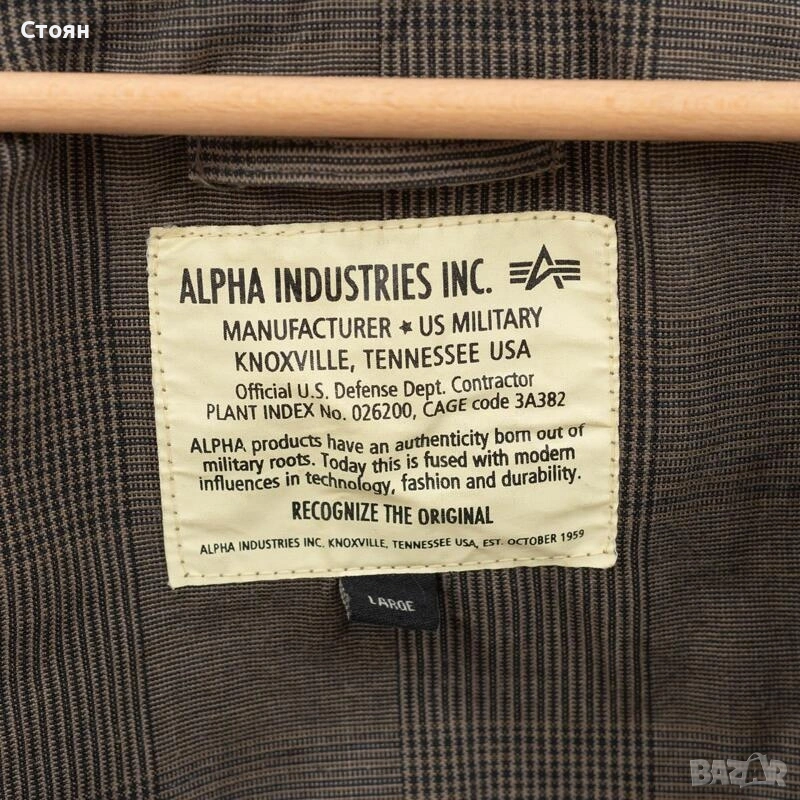 Стоян
ALPHA INDUSTRIES INC.
MANUFACTURER ★ US MILITARY
KNOXVILLE, TENNESSEE USA
Official U.S. Defense Dept. Contractor
PLANT INDEX No. 026200, CAGE code 3A382
ALPHA products have an authenticity born out of
military roots. Today this is fused with modern
influences in technology, fashion and durability.
RECOGNIZE THE ORIGINAL
ALPHA INDUSTRIES INC. KNOXVILLE, TENNESSEE USA, EST. OCTOBER 1959
LARGE
BAZAR